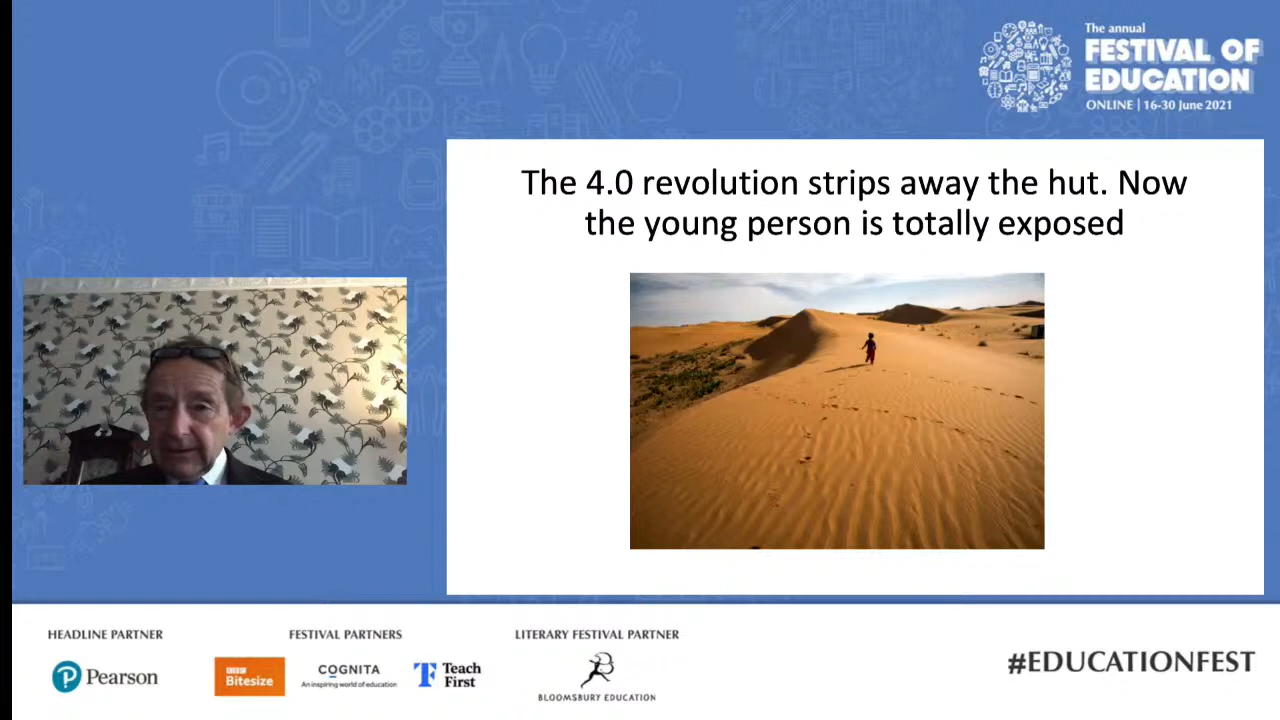 The annual
FESTIVAL OF
EDUCATION
ONLINE | 16-30 June 2021
The 4.0 revolution strips away the hut. Now
the young person is totally exposed
HEADLINE PARTNER
FESTIVAL PARTNERS
LITERARY FESTIVAL PARTNER
Pearson
BBC
Bitesize
COGNITA
An inspiring world of education
Teach
First
BLOOMSBURY EDUCATION
#EDUCATIONFEST